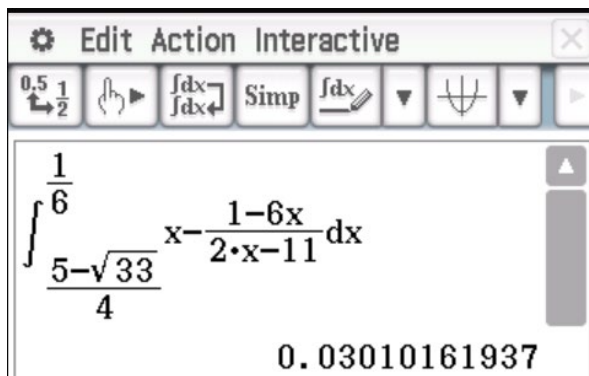 Edit Action Interactive
0.5 1/2 ∫dx ∫dx Simp ∫dx
∫_{(5-√33)/4}^{1/6} x-(1-6x)/(2·x-11)dx
0.03010161937